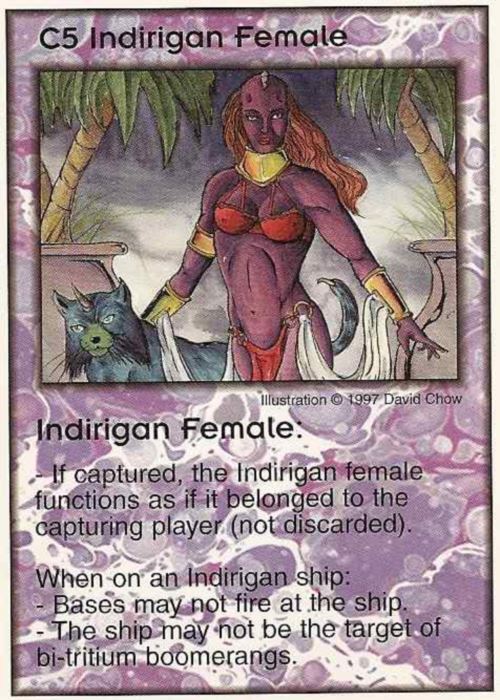 C5 Indirigan Female
Illustration © 1997 David Chow
Indirigan Female:
- If captured, the Indirigan female
functions as if it belonged to the
capturing player (not discarded).
When on an Indirigan ship:
- Bases may not fire at the ship.
- The ship may not be the target of
bi-tritium boomerangs.